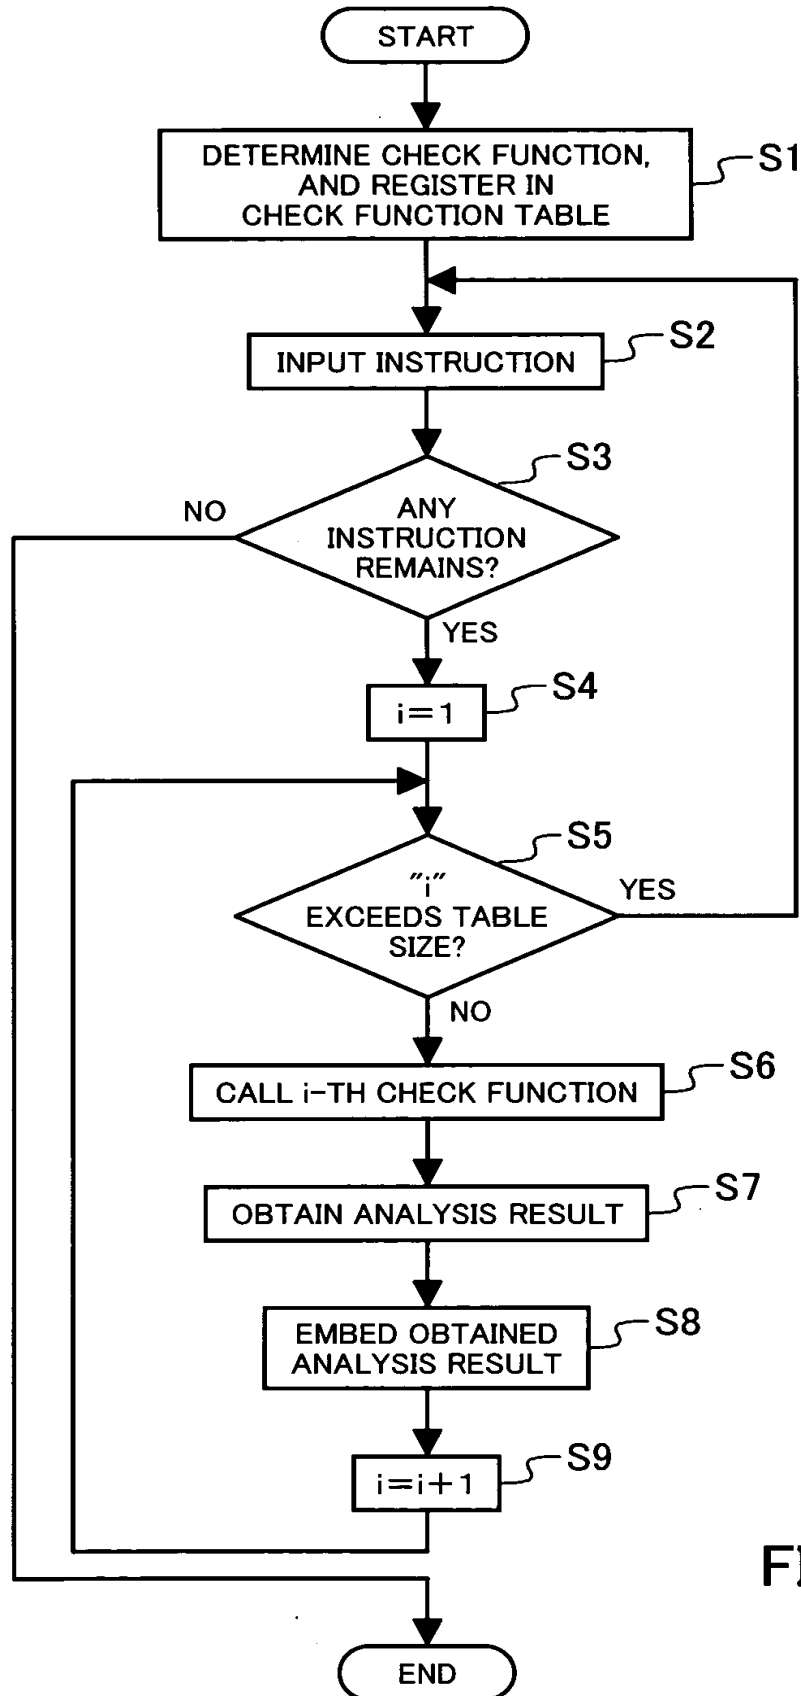 START
DETERMINE CHECK FUNCTION,
AND REGISTER IN
CHECK FUNCTION TABLE
S1
INPUT INSTRUCTION
S2
S3
NO
ANY
INSTRUCTION
REMAINS?
YES
i=1
S4
S5
"i"
EXCEEDS TABLE
SIZE?
YES
NO
CALL i-TH CHECK FUNCTION
S6
OBTAIN ANALYSIS RESULT
S7
EMBED OBTAINED
ANALYSIS RESULT
S8
i=i+1
S9
END